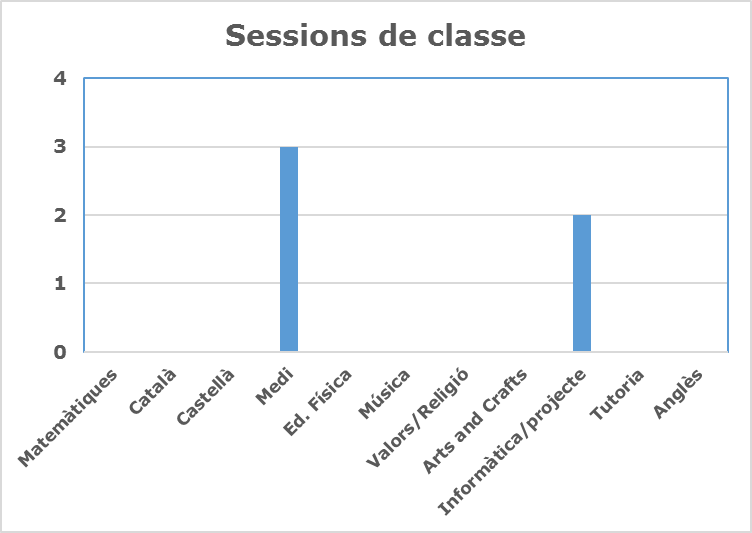 Sessions de classe
4
3
2
1
0
Matemàtiques
Català
Castellà
Medi
Ed. Física
Música
Valors/Religió
Arts and Crafts
Informàtica/projecte
Tutoria
Anglès